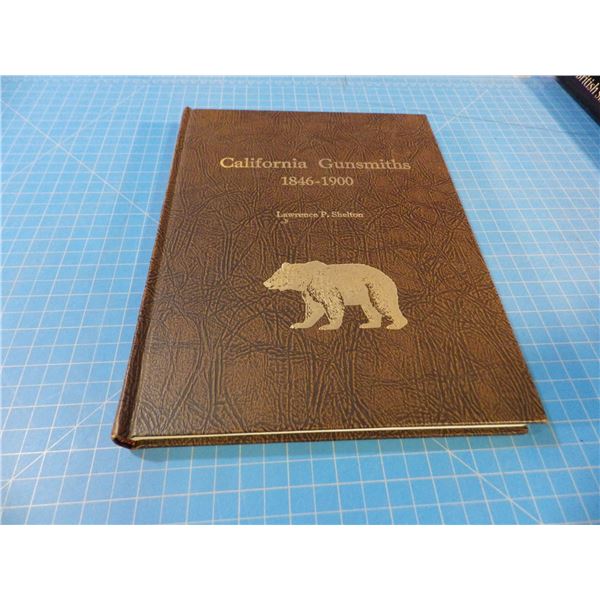 California Gunsmiths
1846-1900
Lawrence P. Shelton